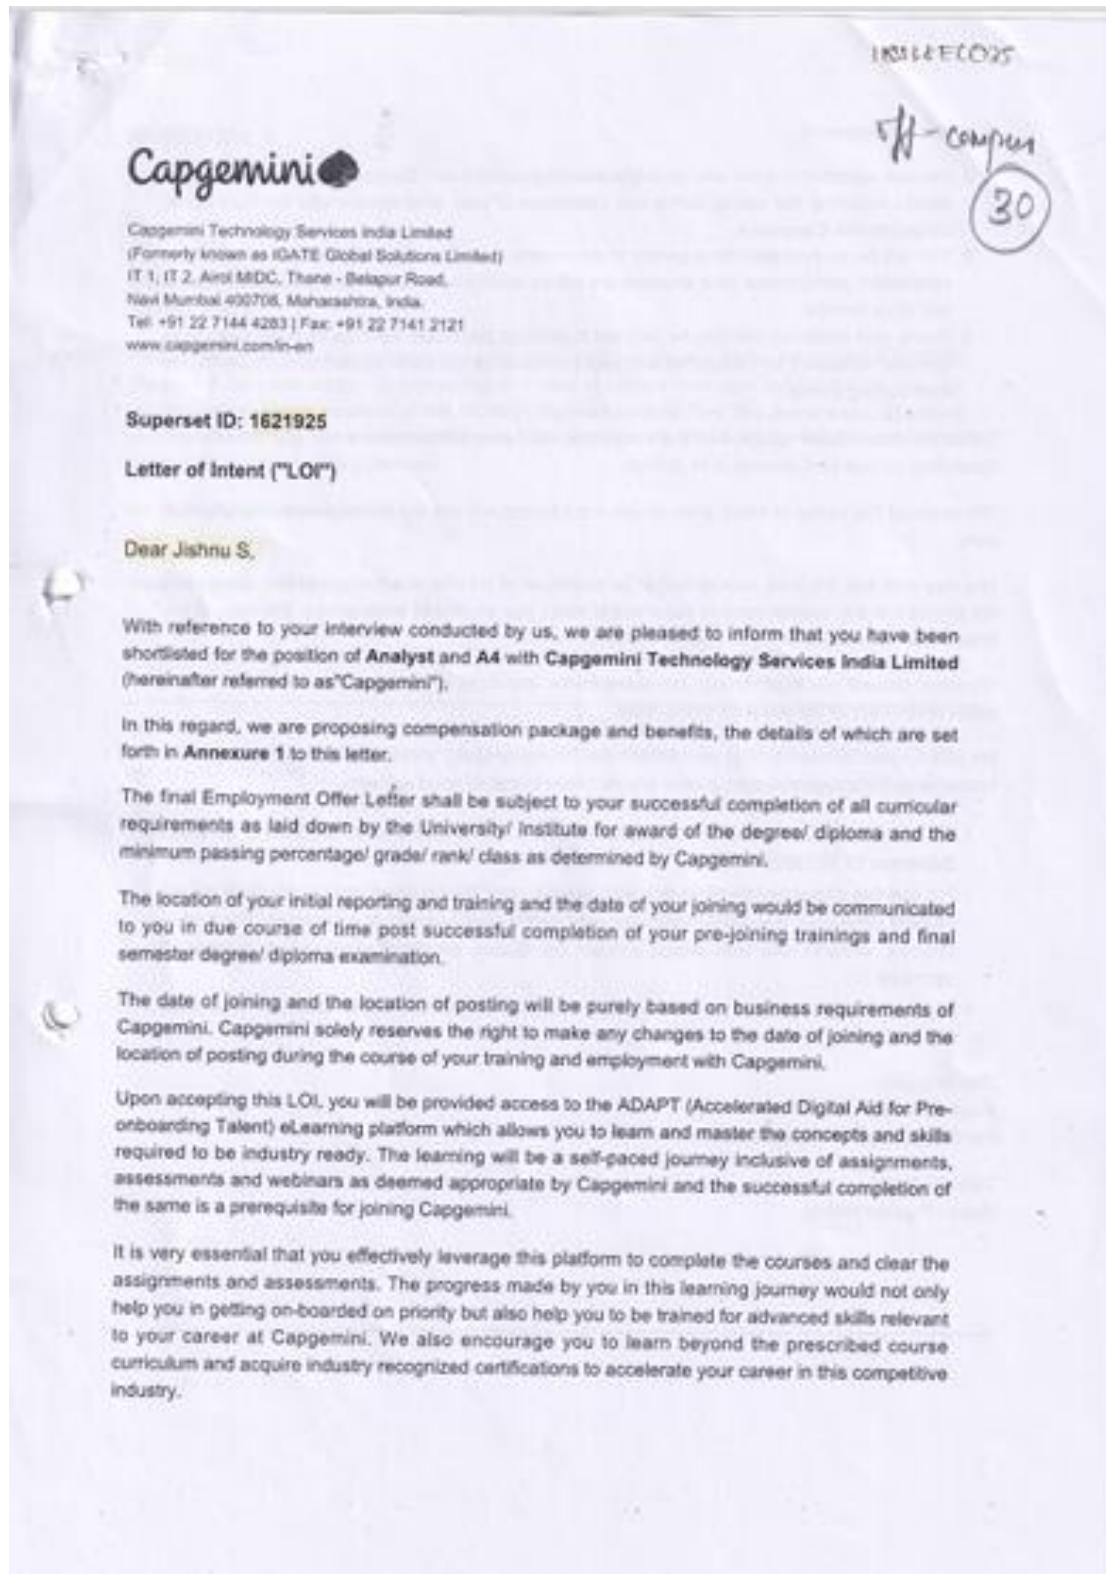 off-campus
30
Capgemini
Capgemini Technology Services India Limited
(Formerly known as IGATE Global Solutions Limited)
IT 1, IT 2, Airoli MIDC, Thane - Belapur Road,
Navi Mumbai 400708, Maharashtra, India.
Tel: +91 22 7144 4283 | Fax: +91 22 7141 2121
www.capgemini.com/in-en
Superset ID: 1621925
Letter of Intent ("LOI")
Dear Jishnu S,
With reference to your interview conducted by us, we are pleased to inform that you have been
shortlisted for the position of Analyst and A4 with Capgemini Technology Services India Limited
(hereinafter referred to as"Capgemini").
In this regard, we are proposing compensation package and benefits, the details of which are set
forth in Annexure 1 to this letter.
The final Employment Offer Letter shall be subject to your successful completion of all curricular
requirements as laid down by the University/ Institute for award of the degree/ diploma and the
minimum passing percentage/ grade/ rank/ class as determined by Capgemini.
The location of your initial reporting and training and the date of your joining would be communicated
to you in due course of time post successful completion of your pre-joining trainings and final
semester degree/ diploma examination.
The date of joining and the location of posting will be purely based on business requirements of
Capgemini. Capgemini solely reserves the right to make any changes to the date of joining and the
location of posting during the course of your training and employment with Capgemini.
Upon accepting this LOI, you will be provided access to the ADAPT (Accelerated Digital Aid for Pre-
onboarding Talent) eLearning platform which allows you to learn and master the concepts and skills
required to be industry ready. The learning will be a self-paced journey inclusive of assignments,
assessments and webinars as deemed appropriate by Capgemini and the successful completion of
the same is a prerequisite for joining Capgemini.
It is very essential that you effectively leverage this platform to complete the courses and clear the
assignments and assessments. The progress made by you in this learning journey would not only
help you in getting on-boarded on priority but also help you to be trained for advanced skills relevant
to your career at Capgemini. We also encourage you to learn beyond the prescribed course
curriculum and acquire industry recognized certifications to accelerate your career in this competitive
industry.